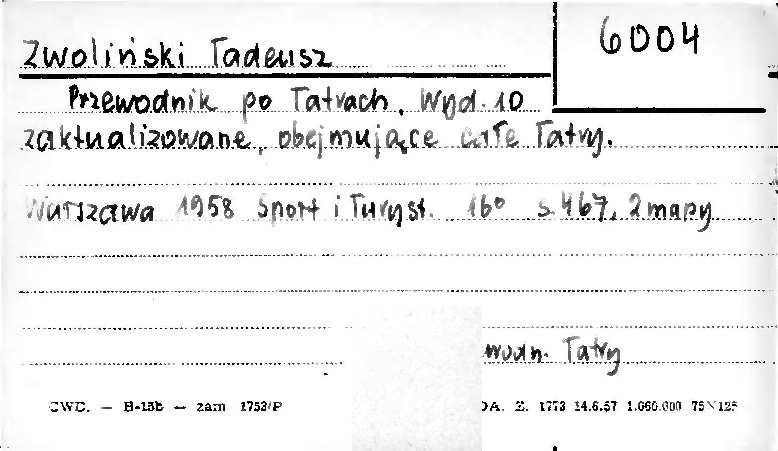 6004
Zwoliński Tadeusz
Przewodnik po Tatrach, Wyd. 10
zaktualizowane, obejmujące całe Tatry.
Warszawa 1958 Sport i Turyst. 16° s. 467, 2 mapy
wodn. Tatry
CWD. — B-15b — zam 1752/P
DA. Z. 1773 14.6.57 1.000.000 75×125